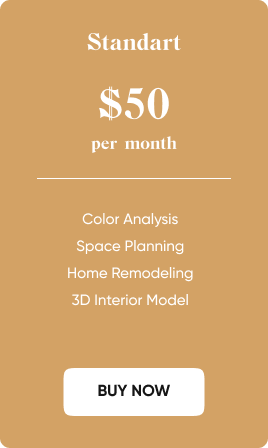 Standart
$50
per month
Color Analysis
Space Planning
Home Remodeling
3D Interior Model
BUY NOW